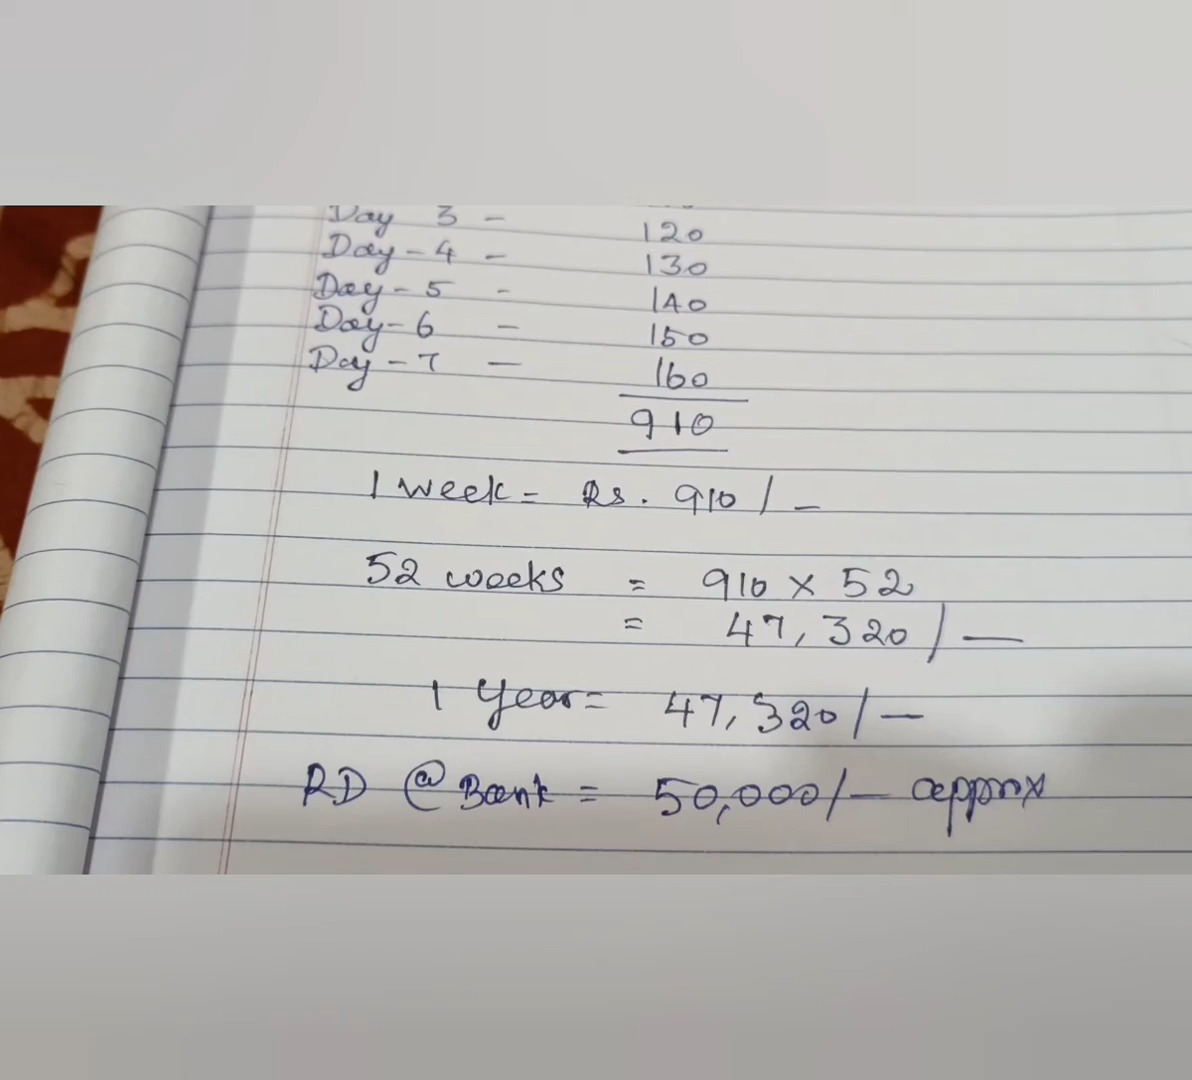 Day 3 - 120
Day - 4 - 130
Day - 5 - 140
Day - 6 - 150
Day - 7 - 160
910
1 week = Rs. 910/-
52 weeks = 910 x 52
= 47,320/-
1 Year = 47,320/-
RD @ Bank = 50,000/- approx